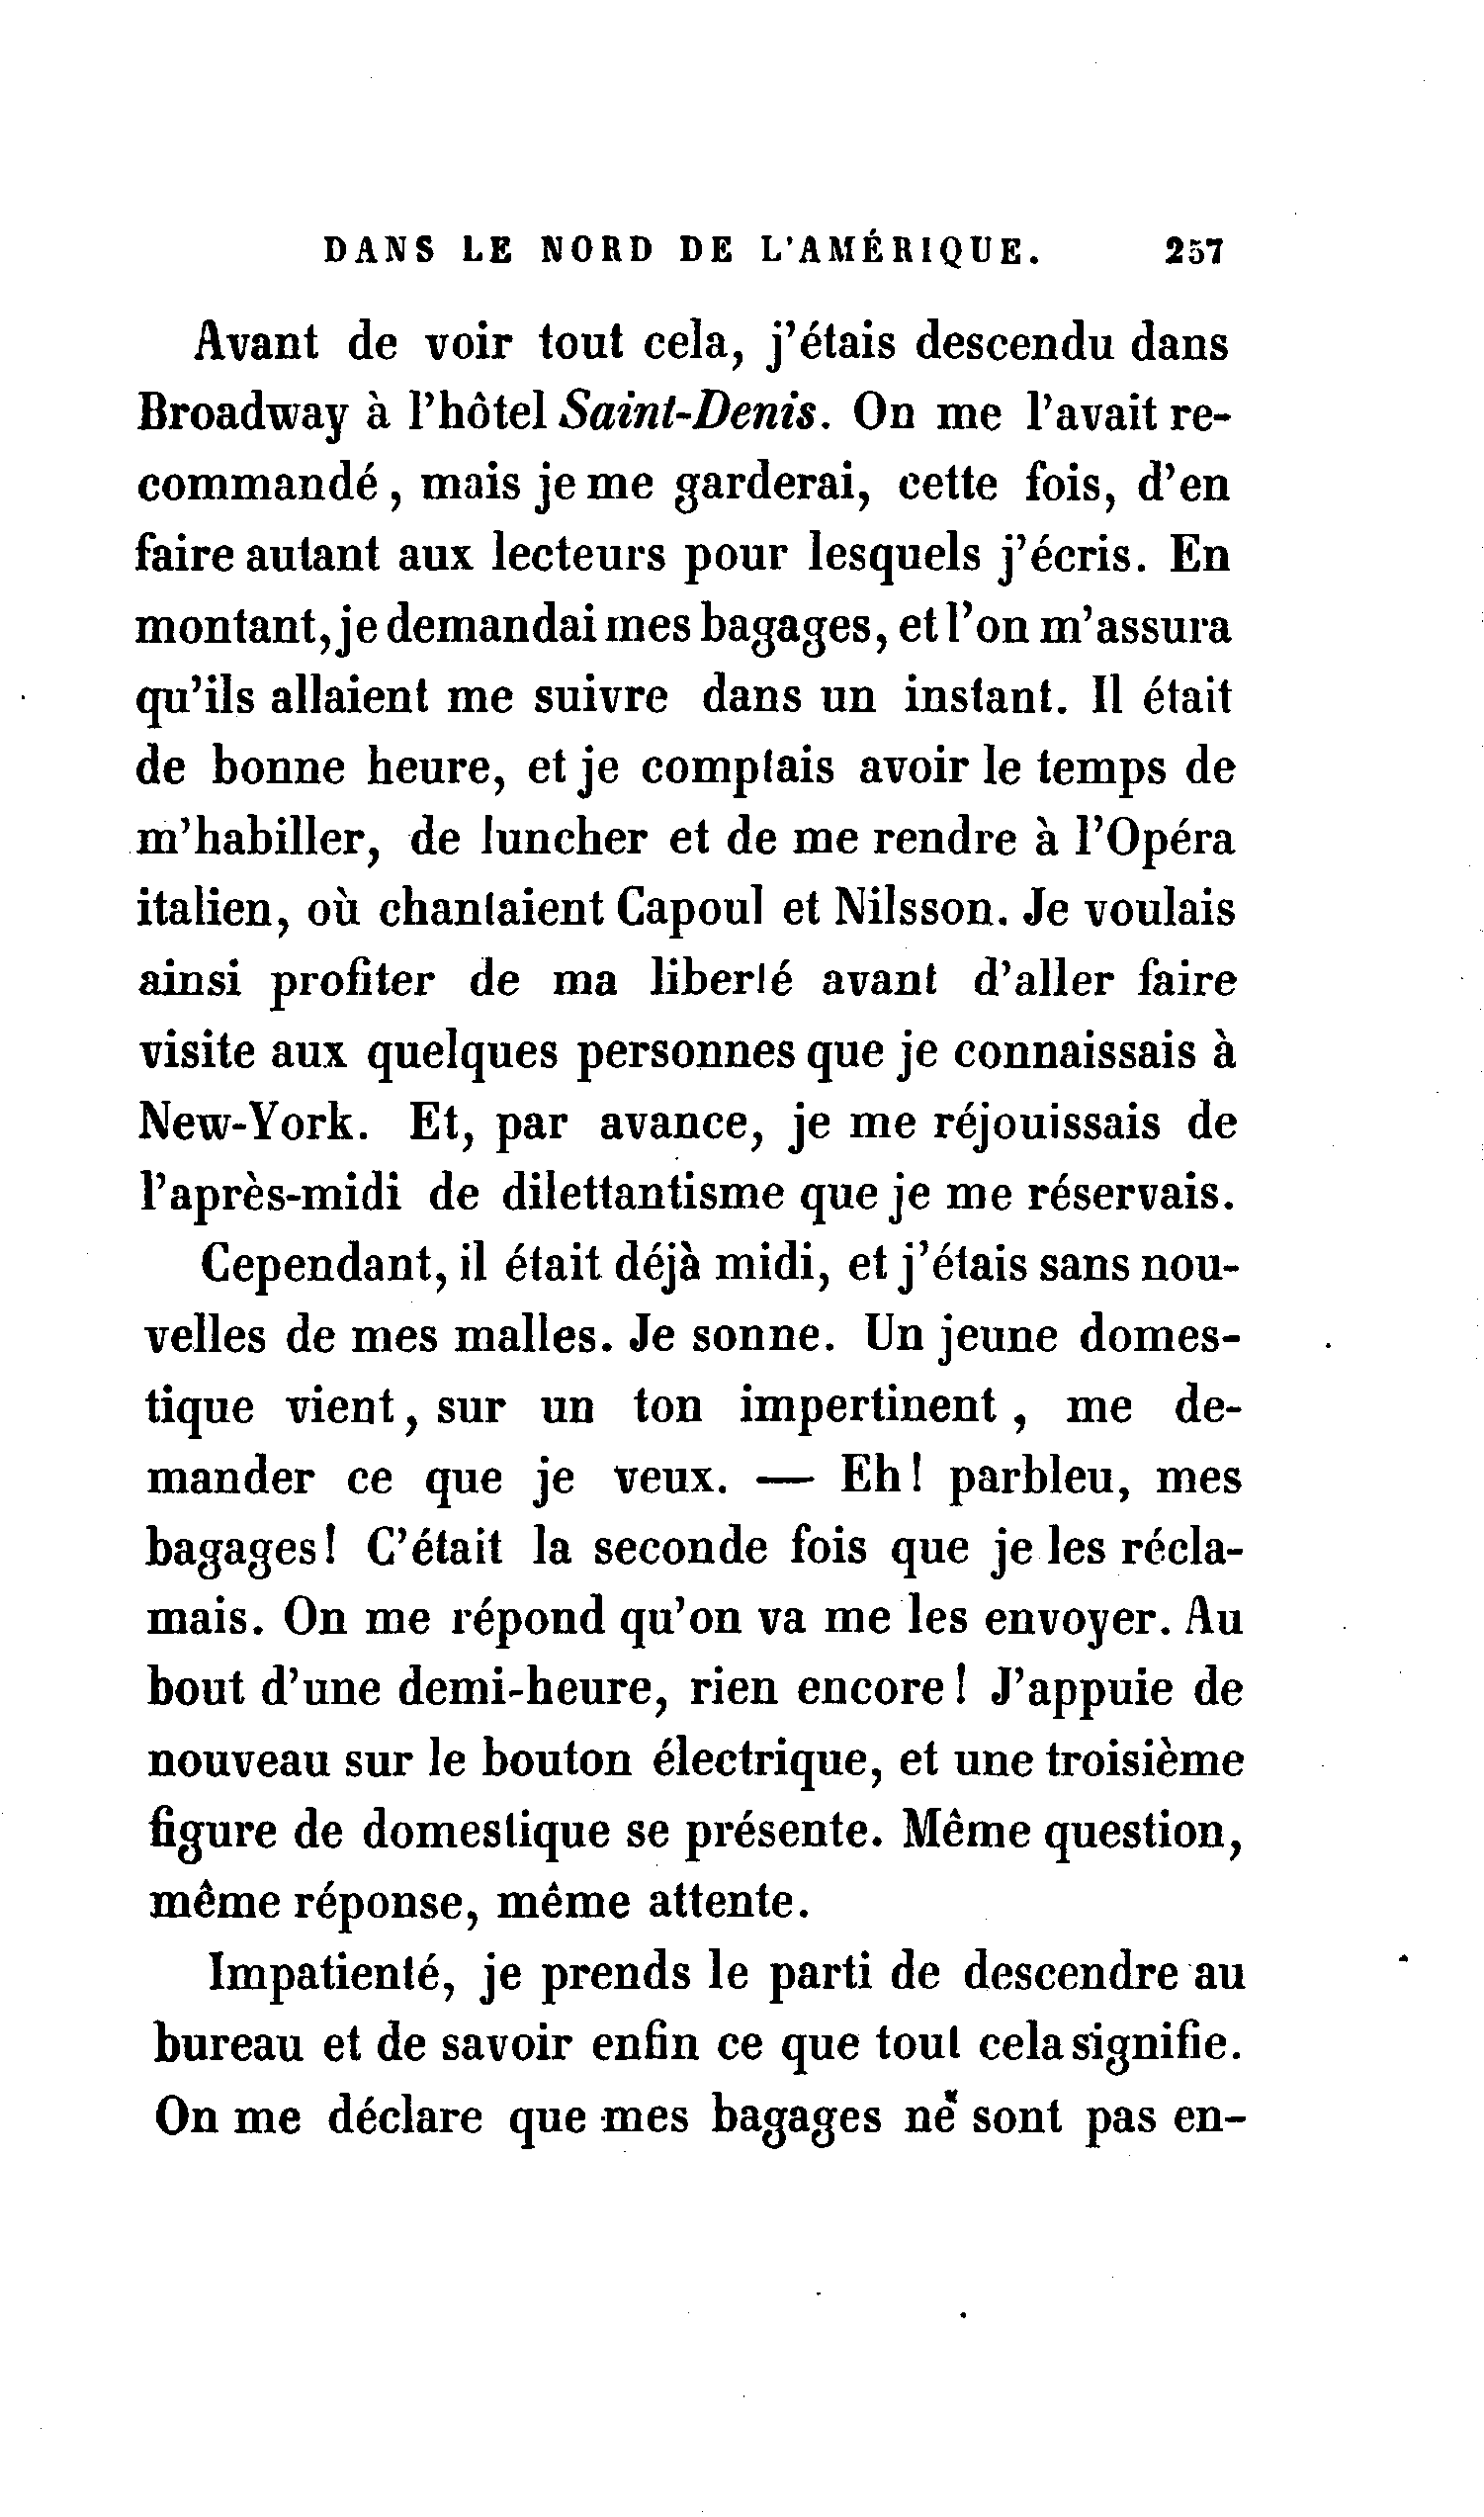 DANS LE NORD DE L'AMÉRIQUE. 257
Avant de voir tout cela, j'étais descendu dans
Broadway à l'hôtel Saint-Denis. On me l'avait re-
commandé, mais je me garderai, cette fois, d'en
faire autant aux lecteurs pour lesquels j'écris. En
montant, je demandai mes bagages, et l'on m'assura
qu'ils allaient me suivre dans un instant. Il était
de bonne heure, et je comptais avoir le temps de
m'habiller, de luncher et de me rendre à l'Opéra
italien, où chantaient Capoul et Nilsson. Je voulais
ainsi profiter de ma liberté avant d'aller faire
visite aux quelques personnes que je connaissais à
New-York. Et, par avance, je me réjouissais de
l'après-midi de dilettantisme que je me réservais.
Cependant, il était déjà midi, et j'étais sans nou-
velles de mes malles. Je sonne. Un jeune domes-
tique vient, sur un ton impertinent, me de-
mander ce que je veux. — Eh! parbleu, mes
bagages! C'était la seconde fois que je les récla-
mais. On me répond qu'on va me les envoyer. Au
bout d'une demi-heure, rien encore! J'appuie de
nouveau sur le bouton électrique, et une troisième
figure de domestique se présente. Même question,
même réponse, même attente.
Impatienté, je prends le parti de descendre au
bureau et de savoir enfin ce que tout cela signifie.
On me déclare que mes bagages ne sont pas en-